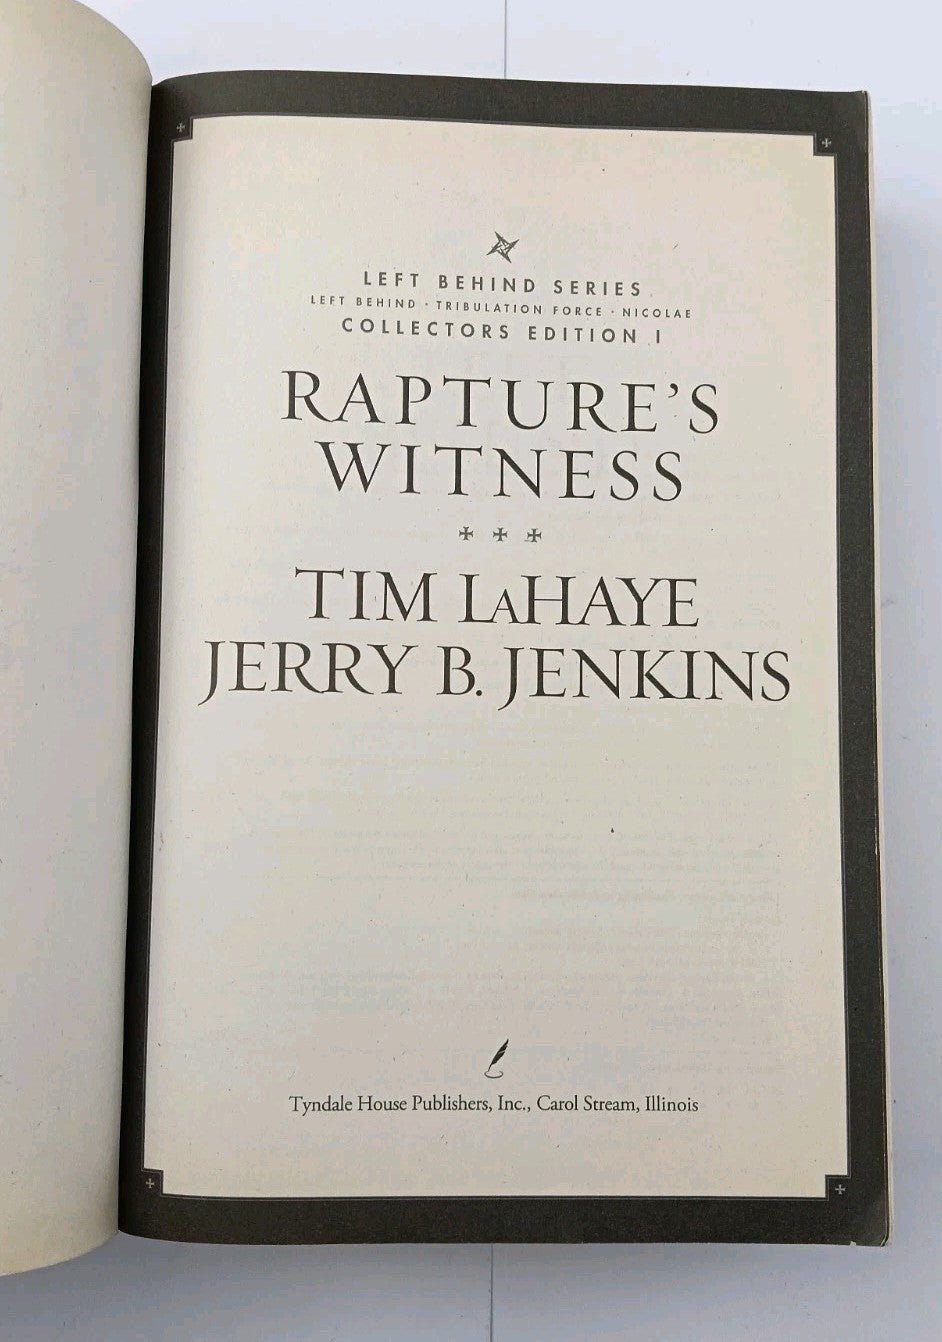 LEFT BEHIND SERIES
LEFT BEHIND · TRIBULATION FORCE · NICOLAE
COLLECTORS EDITION I
RAPTURE'S
WITNESS
TIM LAHAYE
JERRY B. JENKINS
Tyndale House Publishers, Inc., Carol Stream, Illinois